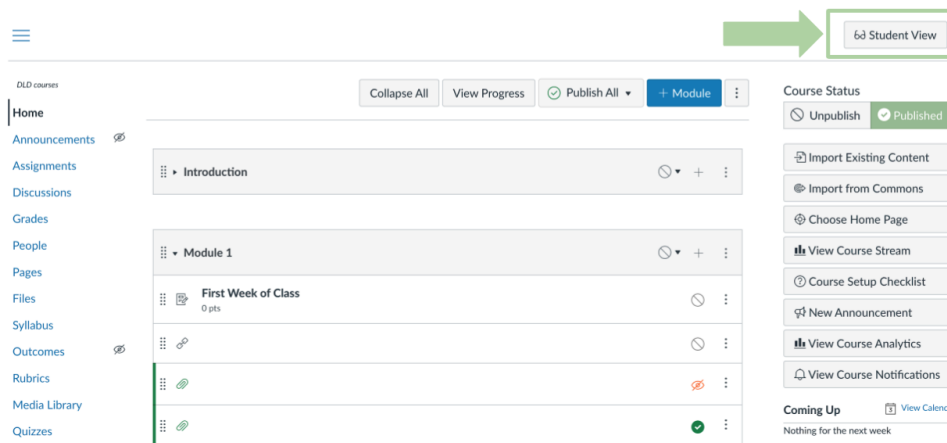 Student View
DLD courses
Collapse All
View Progress
Publish All
+ Module
Home
Announcements
Assignments
Discussions
Grades
People
Pages
Files
Syllabus
Outcomes
Rubrics
Media Library
Quizzes
Introduction
Module 1
First Week of Class
0 pts
Course Status
Unpublish
Published
Import Existing Content
Import from Commons
Choose Home Page
View Course Stream
Course Setup Checklist
New Announcement
View Course Analytics
View Course Notifications
Coming Up
View Calend
Nothing for the next week